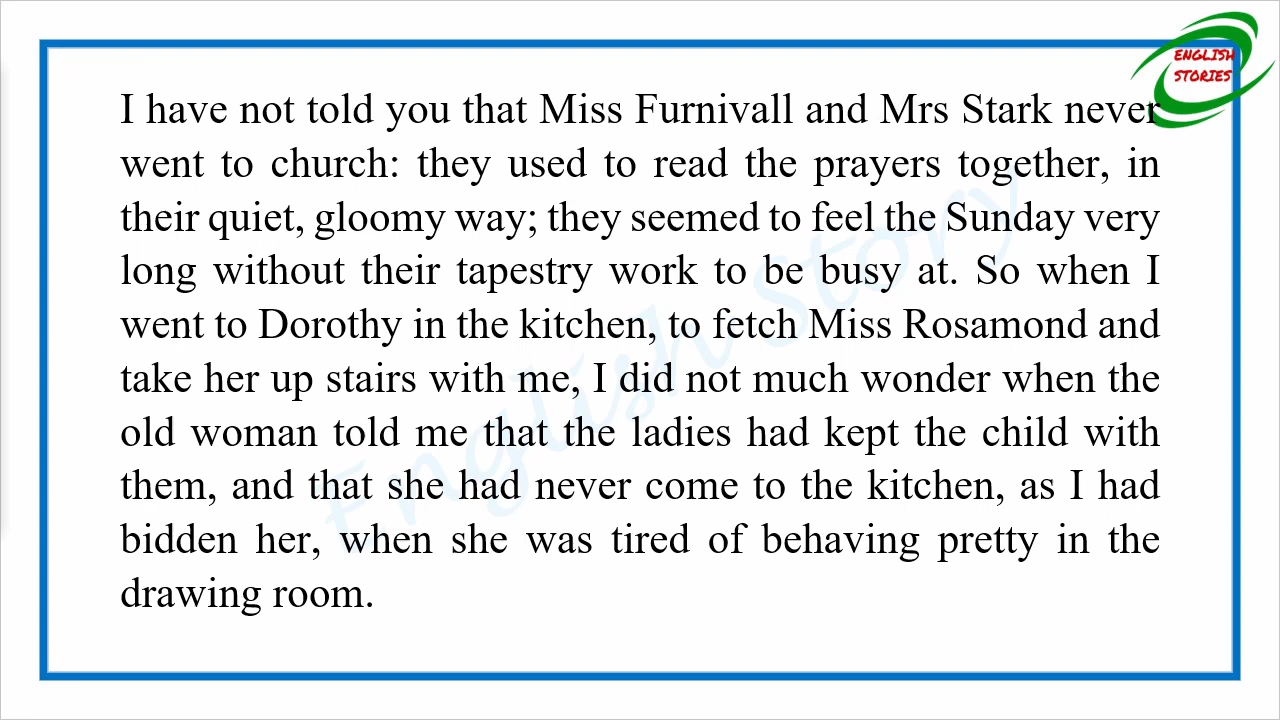 ENGLISH
STORIES
I have not told you that Miss Furnivall and Mrs Stark never
went to church: they used to read the prayers together, in
their quiet, gloomy way; they seemed to feel the Sunday very
long without their tapestry work to be busy at. So when I
went to Dorothy in the kitchen, to fetch Miss Rosamond and
take her up stairs with me, I did not much wonder when the
old woman told me that the ladies had kept the child with
them, and that she had never come to the kitchen, as I had
bidden her, when she was tired of behaving pretty in the
drawing room.
English Story